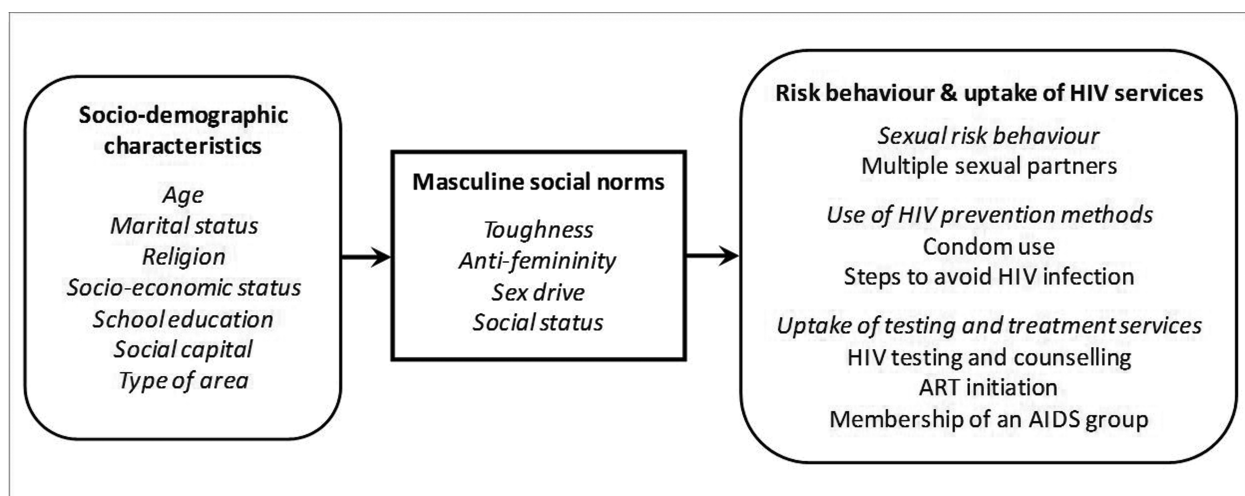 Socio-demographic
characteristics
Age
Marital status
Religion
Socio-economic status
School education
Social capital
Type of area
Masculine social norms
Toughness
Anti-femininity
Sex drive
Social status
Risk behaviour & uptake of HIV services
Sexual risk behaviour
Multiple sexual partners
Use of HIV prevention methods
Condom use
Steps to avoid HIV infection
Uptake of testing and treatment services
HIV testing and counselling
ART initiation
Membership of an AIDS group